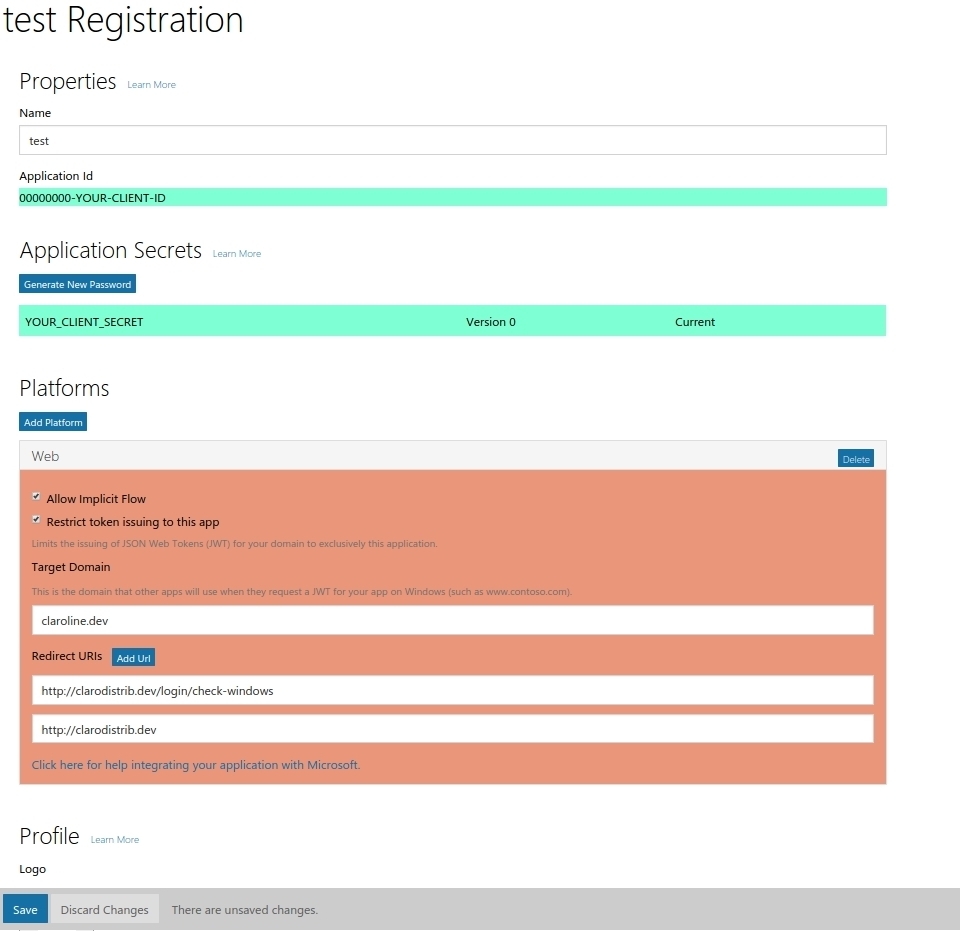 test Registration
Properties Learn More
Name
test
Application Id
00000000-YOUR-CLIENT-ID
Application Secrets Learn More
Generate New Password
YOUR_CLIENT_SECRET Version 0 Current
Platforms
Add Platform
Web Delete
Allow Implicit Flow
Restrict token issuing to this app
Limits the issuing of JSON Web Tokens (JWT) for your domain to exclusively this application.
Target Domain
This is the domain that other apps will use when they request a JWT for your app on Windows (such as www.contoso.com).
claroline.dev
Redirect URIs Add Url
http://clarodistrib.dev/login/check-windows
http://clarodistrib.dev
Click here for help integrating your application with Microsoft.
Profile Learn More
Logo
Save Discard Changes There are unsaved changes.